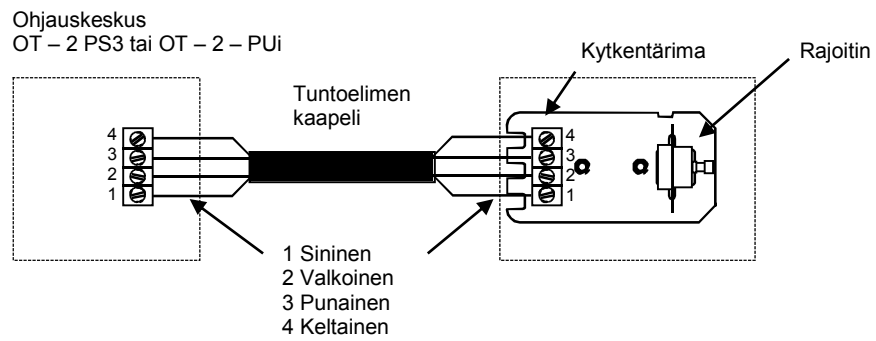 Ohjauskeskus
OT – 2 PS3 tai OT – 2 – PUi
Kytkentärima
Rajoitin
Tuntoelimen
kaapeli
4
3
2
1
4
3
2
1
1 Sininen
2 Valkoinen
3 Punainen
4 Keltainen